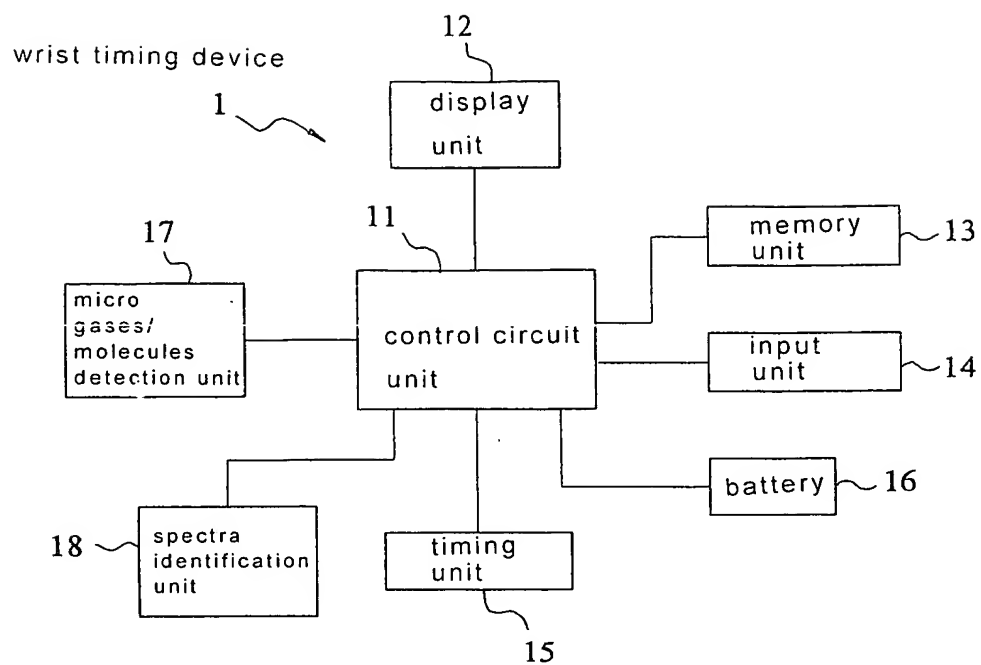 wrist timing device
1
12
display
unit
11
control circuit
unit
13
memory
unit
14
input
unit
16
battery
15
timing
unit
18
spectra
identification
unit
17
micro
gases/
molecules
detection unit